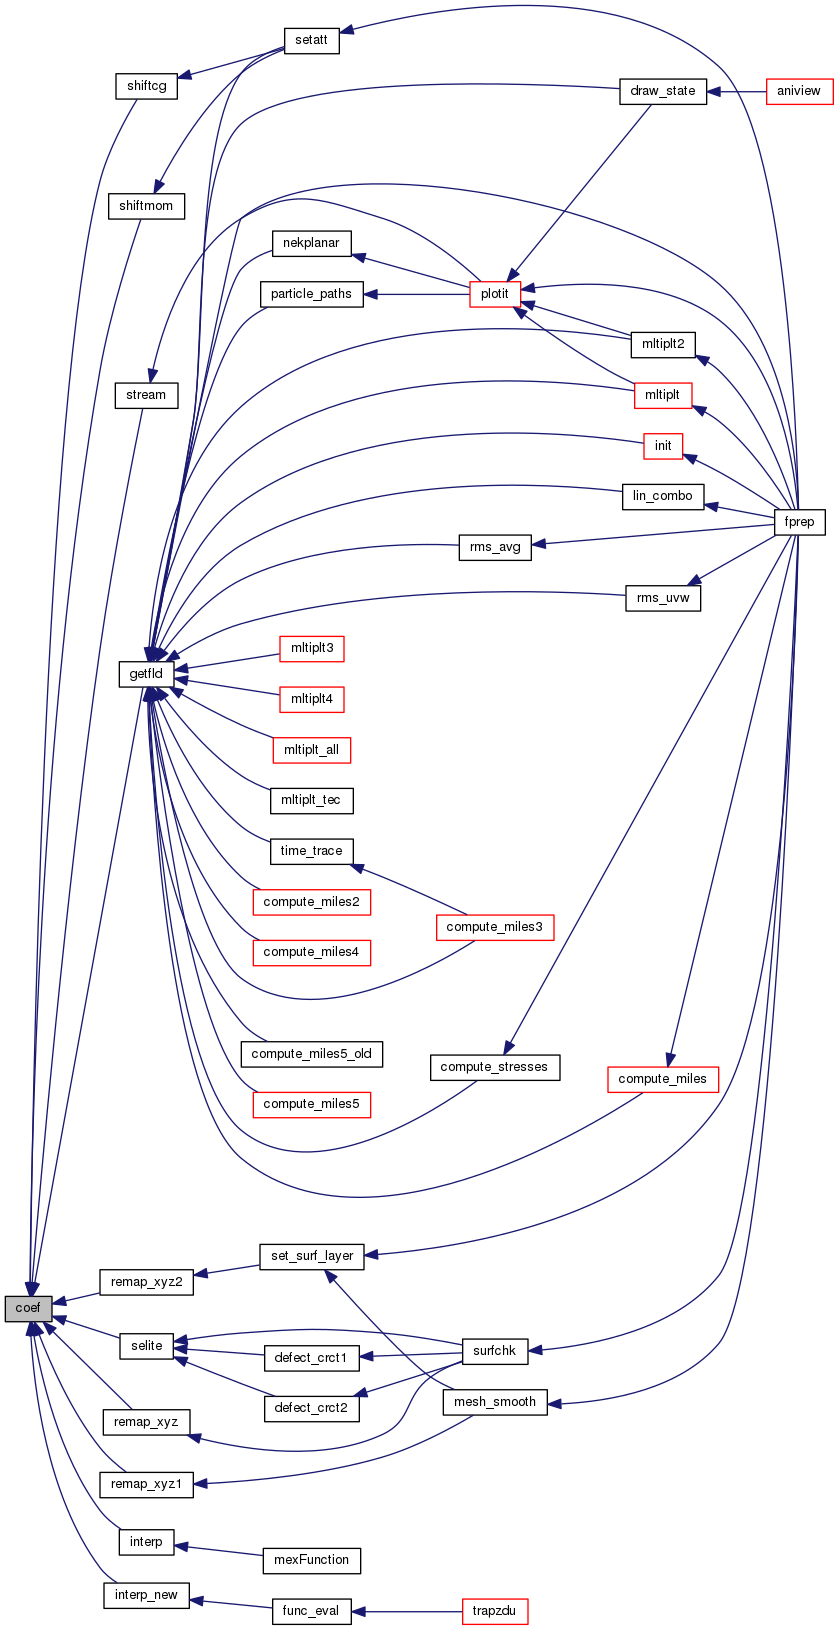 setatt
shiftcg
draw_state
aniview
shiftmom
nekplanar
particle_paths
plotit
mltiplt2
stream
mltiplt
init
lin_combo
fprep
rms_avg
rms_uvw
mltiplt3
getfld
mltiplt4
mltiplt_all
mltiplt_tec
time_trace
compute_miles2
compute_miles3
compute_miles4
compute_miles5_old
compute_stresses
compute_miles
compute_miles5
set_surf_layer
remap_xyz2
coef
selite
surfchk
defect_crct1
mesh_smooth
defect_crct2
remap_xyz
remap_xyz1
interp
mexFunction
interp_new
func_eval
trapzdu